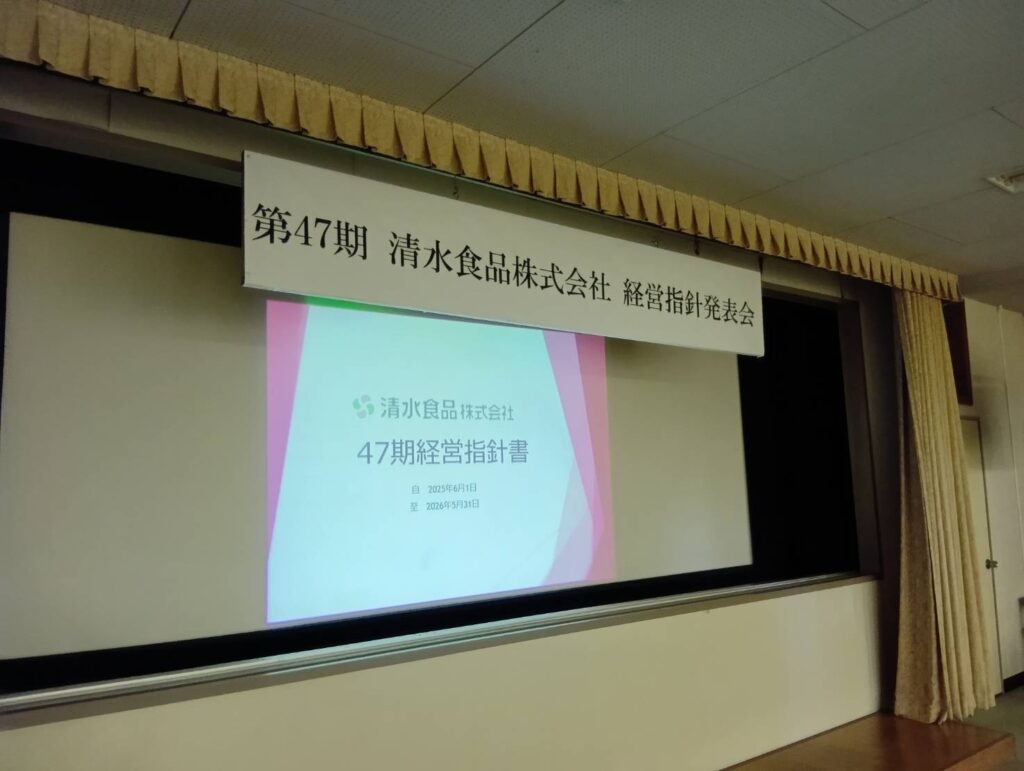 第47期 清水食品株式会社 経営指針発表会
清水食品 株式会社
47期経営指針書
自 2025年6月1日
至 2026年5月31日